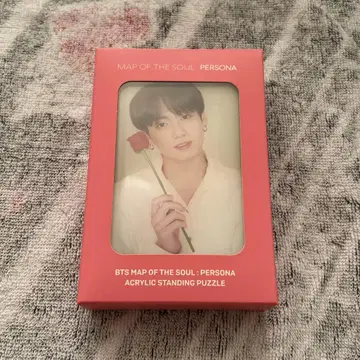 MAP OF THE SOUL : PERSONA
BTS MAP OF THE SOUL : PERSONA
ACRYLIC STANDING PUZZLE